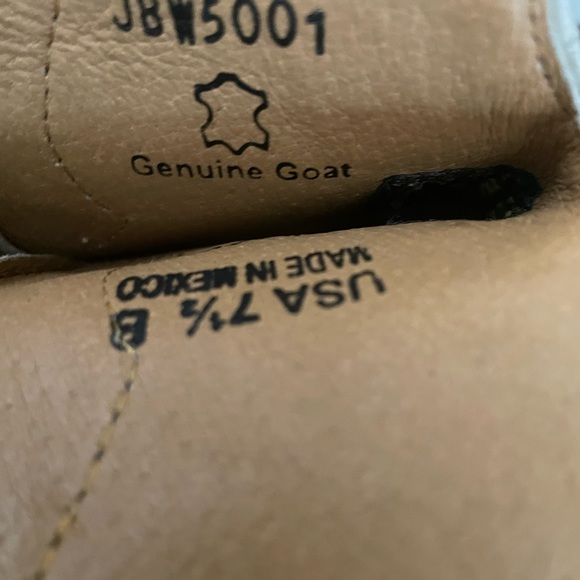 JBW5001
Genuine Goat
USA 7½ B
MADE IN MEXICO